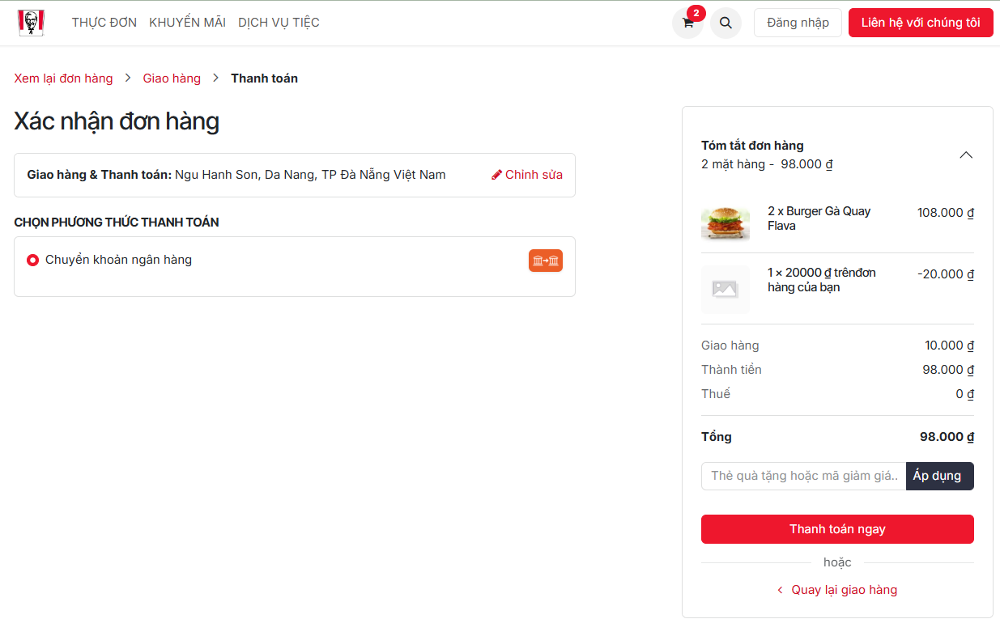 THỰC ĐƠN KHUYẾN MÃI DỊCH VỤ TIỆC 2 Đăng nhập Liên hệ với chúng tôi
Xem lại đơn hàng > Giao hàng > Thanh toán
Xác nhận đơn hàng
Giao hàng & Thanh toán: Ngu Hanh Son, Da Nang, TP Đà Nẵng Việt Nam Chỉnh sửa
CHỌN PHƯƠNG THỨC THANH TOÁN
Chuyển khoản ngân hàng
Tóm tắt đơn hàng
2 mặt hàng - 98.000 ₫
2 x Burger Gà Quay 108.000 ₫
Flava
1 × 20000 ₫ trênđơn -20.000 ₫
hàng của bạn
Giao hàng 10.000 ₫
Thành tiền 98.000 ₫
Thuế 0 ₫
Tổng 98.000 ₫
Thẻ quà tặng hoặc mã giảm giá.. Áp dụng
Thanh toán ngay
hoặc
< Quay lại giao hàng